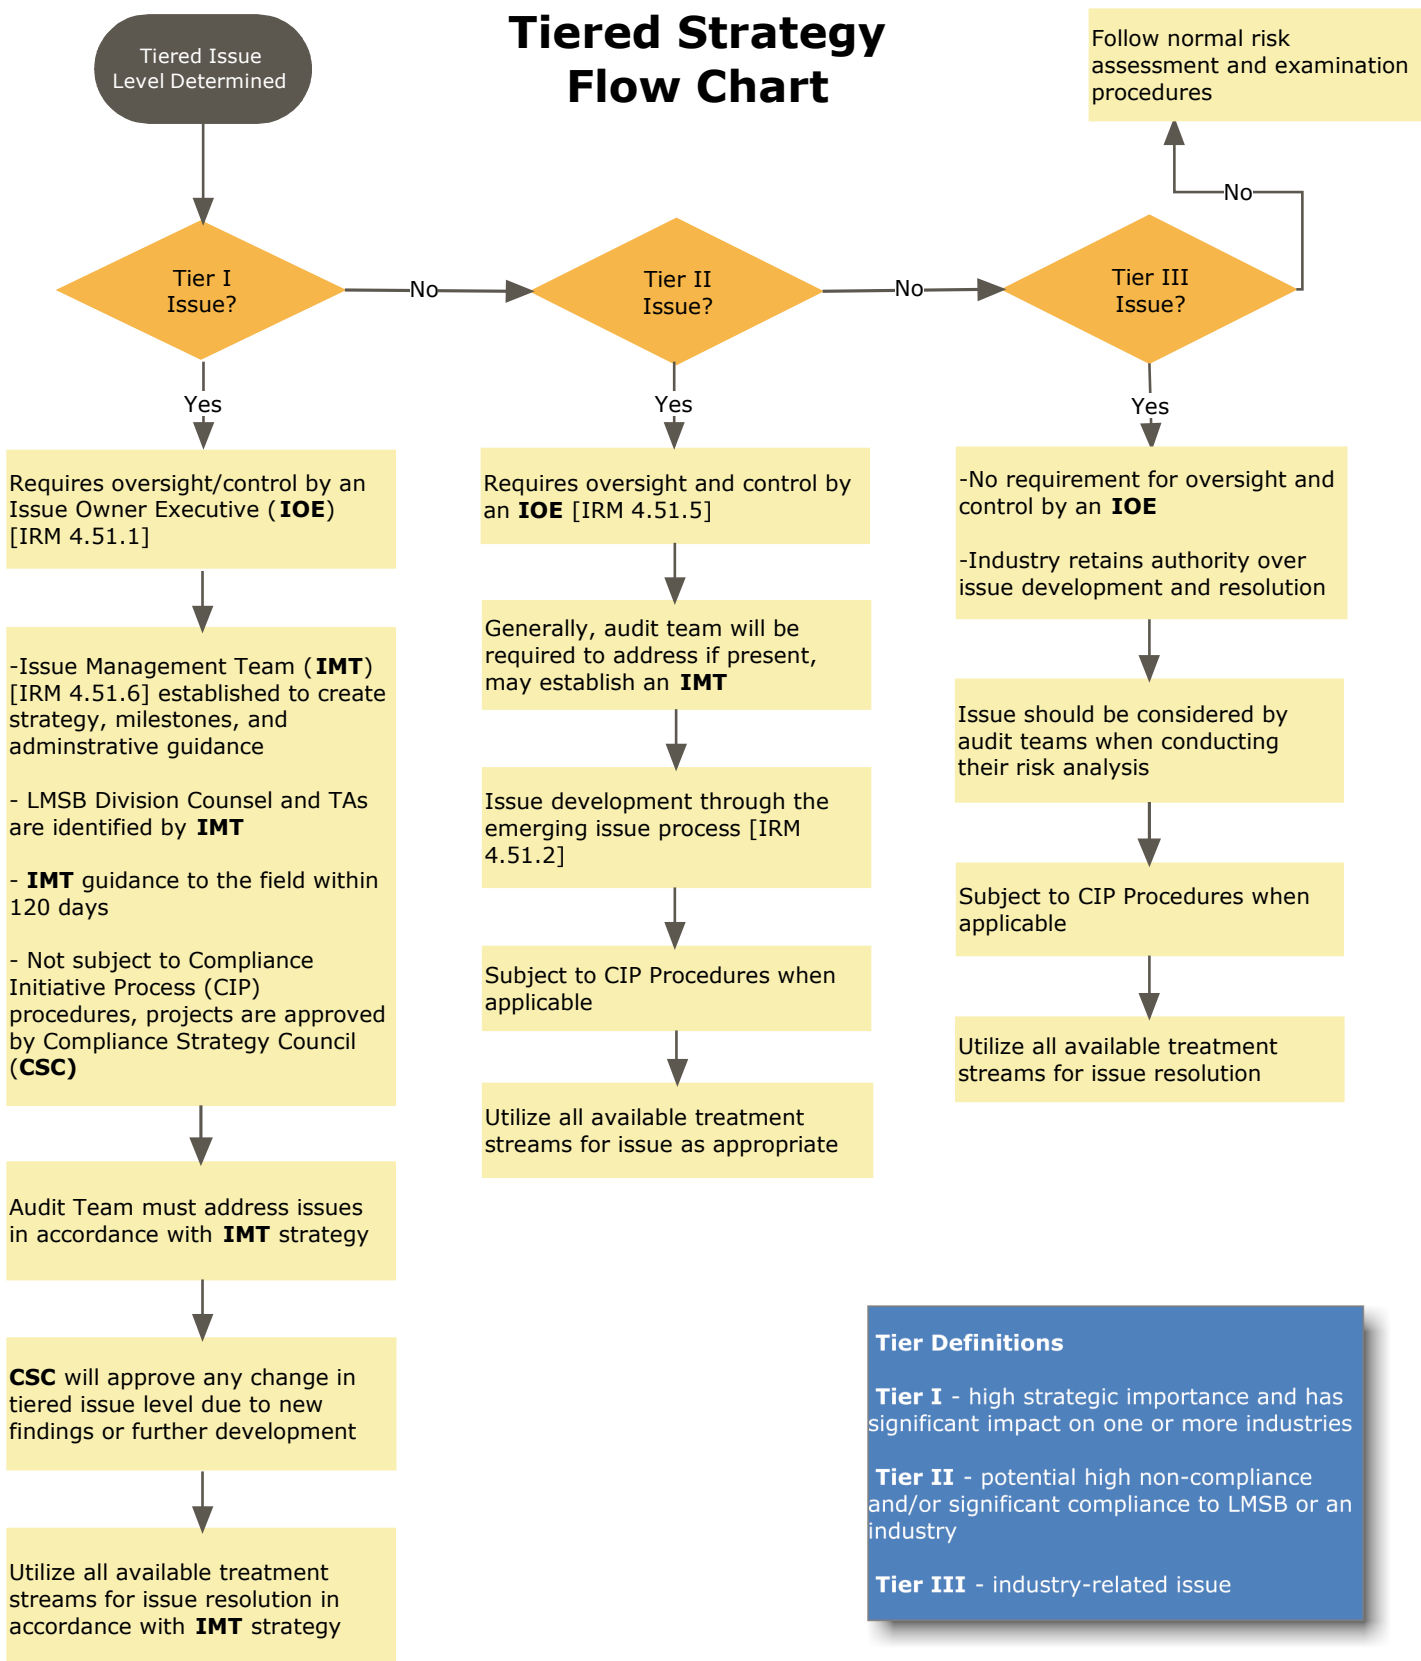 Tiered Strategy
Flow Chart
Tiered Issue
Level Determined
Follow normal risk
assessment and examination
procedures
No
Tier I
Issue?
No
Tier II
Issue?
No
Tier III
Issue?
Yes
Yes
Yes
Requires oversight/control by an
Issue Owner Executive (IOE)
[IRM 4.51.1]
-Issue Management Team (IMT)
[IRM 4.51.6] established to create
strategy, milestones, and
adminstrative guidance
- LMSB Division Counsel and TAs
are identified by IMT
- IMT guidance to the field within
120 days
- Not subject to Compliance
Initiative Process (CIP)
procedures, projects are approved
by Compliance Strategy Council
(CSC)
Audit Team must address issues
in accordance with IMT strategy
CSC will approve any change in
tiered issue level due to new
findings or further development
Utilize all available treatment
streams for issue resolution in
accordance with IMT strategy
Requires oversight and control by
an IOE [IRM 4.51.5]
Generally, audit team will be
required to address if present,
may establish an IMT
Issue development through the
emerging issue process [IRM
4.51.2]
Subject to CIP Procedures when
applicable
Utilize all available treatment
streams for issue as appropriate
-No requirement for oversight and
control by an IOE
-Industry retains authority over
issue development and resolution
Issue should be considered by
audit teams when conducting
their risk analysis
Subject to CIP Procedures when
applicable
Utilize all available treatment
streams for issue resolution
Tier Definitions
Tier I - high strategic importance and has
significant impact on one or more industries
Tier II - potential high non-compliance
and/or significant compliance to LMSB or an
industry
Tier III - industry-related issue